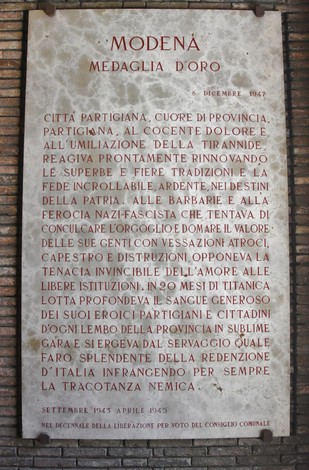 MODENA
MEDAGLIA D'ORO
8 DICEMBRE 1947
CITTÀ PARTIGIANA, CUORE DI PROVINCIA
PARTIGIANA, AL COCENTE DOLORE E
ALL'UMILIAZIONE DELLA TIRANNIDE,
REAGIVA PRONTAMENTE RINNOVANDO
LE SUPERBE E FIERE TRADIZIONI E LA
FEDE INCROLLABILE, ARDENTE, NEI DESTINI
DELLA PATRIA. ALLE BARBARIE E ALLA
FEROCIA NAZI-FASCISTA CHE TENTAVA DI
CONCULCARE L'ORGOGLIO E DOMARE IL VALORE
DELLE SUE GENTI CON VESSAZIONI ATROCI,
CAPESTRO E DISTRUZIONI, OPPONEVA LA
TENACIA INVINCIBILE DELL'AMORE ALLE
LIBERE ISTITUZIONI. IN 20 MESI DI TITANICA
LOTTA PROFONDEVA IL SANGUE GENEROSO
DEI SUOI EROICI PARTIGIANI E CITTADINI
D'OGNI LEMBO DELLA PROVINCIA IN SUBLIME
GARA E SI ERGEVA DAL SERVAGGIO QUALE
FARO SPLENDENTE DELLA REDENZIONE
D'ITALIA INFRANGENDO PER SEMPRE
LA TRACOTANZA NEMICA.
SETTEMBRE 1943 APRILE 1945
NEL DECENNALE DELLA LIBERAZIONE PER VOTO DEL CONSIGLIO COMUNALE